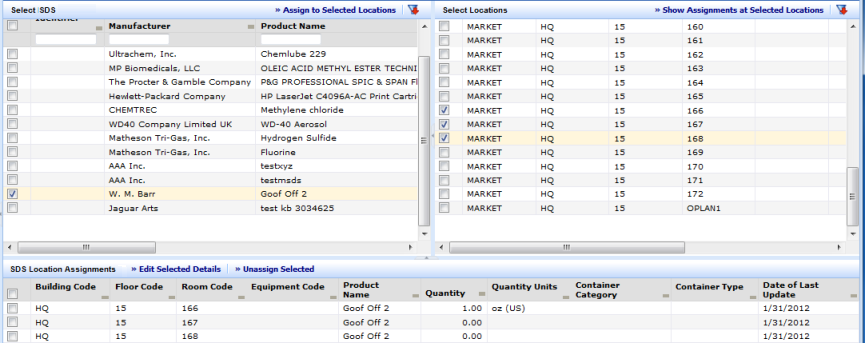 Select SDS » Assign to Selected Locations
Manufacturer Product Name
Ultrachem, Inc. Chemlube 229
MP Biomedicals, LLC OLEIC ACID METHYL ESTER TECHNI
The Procter & Gamble Company P&G PROFESSIONAL SPIC & SPAN Fl
Hewlett-Packard Company HP LaserJet C4096A-AC Print Cartri
CHEMTREC Methylene chloride
WD40 Company Limited UK WD-40 Aerosol
Matheson Tri-Gas, Inc. Hydrogen Sulfide
Matheson Tri-Gas, Inc. Fluorine
AAA Inc. testxyz
AAA Inc. testmsds
W. M. Barr Goof Off 2
Jaguar Arts test kb 3034625
Select Locations » Show Assignments at Selected Locations
MARKET HQ 15 160
MARKET HQ 15 161
MARKET HQ 15 162
MARKET HQ 15 163
MARKET HQ 15 164
MARKET HQ 15 165
MARKET HQ 15 166
MARKET HQ 15 167
MARKET HQ 15 168
MARKET HQ 15 169
MARKET HQ 15 170
MARKET HQ 15 171
MARKET HQ 15 172
MARKET HQ 15 OPLAN1
SDS Location Assignments » Edit Selected Details » Unassign Selected
Building Code Floor Code Room Code Equipment Code Product Name Quantity Quantity Units Container Category Container Type Date of Last Update
HQ 15 166 Goof Off 2 1.00 oz (US) 1/31/2012
HQ 15 167 Goof Off 2 0.00 1/31/2012
HQ 15 168 Goof Off 2 0.00 1/31/2012